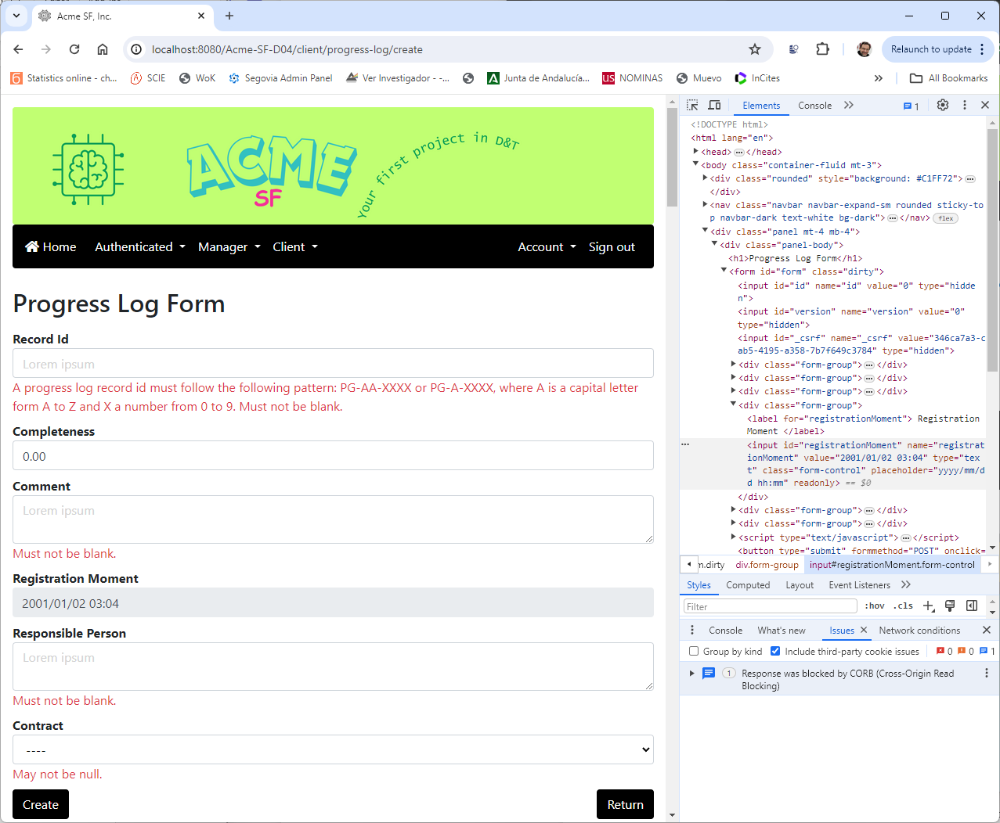 Acme SF, Inc.
localhost:8080/Acme-SF-D04/client/progress-log/create
Relaunch to update
Statistics online - ch...
SCIE
WoK
Segovia Admin Panel
Ver Investigador - -...
Junta de Andalucía...
us NOMINAS
Muevo
InCites
All Bookmarks
ACME
SF
Your first project in D&T
Home
Authenticated
Manager
Client
Account
Sign out
Progress Log Form
Record Id
Lorem ipsum
A progress log record id must follow the following pattern: PG-AA-XXXX or PG-A-XXXX, where A is a capital letter
form A to Z and X a number from 0 to 9. Must not be blank.
Completeness
0.00
Comment
Lorem ipsum
Must not be blank.
Registration Moment
2001/01/02 03:04
Responsible Person
Lorem ipsum
Must not be blank.
Contract
----
May not be null.
Create
Return
Elements
Console
1
<!DOCTYPE html>
<html lang="en">
<head>
</head>
<body class="container-fluid mt-3">
<div class="rounded" style="background: #C1FF72">
</div>
<nav class="navbar navbar-expand-sm rounded sticky-to
p navbar-dark text-white bg-dark">
</nav>
flex
<div class="panel mt-4 mb-4">
<div class="panel-body">
<h1>Progress Log Form</h1>
<form id="form" class="dirty">
<input id="id" name="id" value="0" type="hidde
n">
<input id="version" name="version" value="0"
type="hidden">
<input id="_csrf" name="_csrf" value="346ca7a3-c
ab5-4195-a358-7b7f649c3784" type="hidden">
<div class="form-group">
</div>
<div class="form-group">
</div>
<div class="form-group">
</div>
<div class="form-group">
<label for="registrationMoment"> Registration
Moment </label>
<input id="registrationMoment" name="registrat
ionMoment" value="2001/01/02 03:04" type="tex
t" class="form-control" placeholder="yyyy/mm/d
d hh:mm" readonly> == $0
</div>
<div class="form-group">
</div>
<div class="form-group">
</div>
<script type="text/javascript">
</script>
<button type="submit" formmethod="POST" onclick=
m.dirty
div.form-group
input#registrationMoment.form-control
Styles
Computed
Layout
Event Listeners
Filter
:hov
.cls
Console
What's new
Issues
Network conditions
Group by kind
Include third-party cookie issues
0
0
1
1
Response was blocked by CORB (Cross-Origin Read
Blocking)